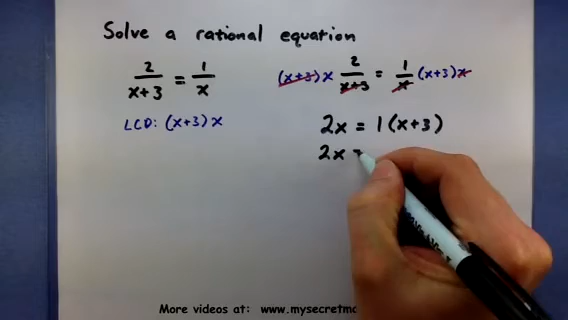 Solve a rational equation
2/(x+3) = 1/x
(x+3)x 2/(x+3) = 1/x (x+3)x
LCD: (x+3)x
2x = 1(x+3)
2x =
More videos at: www.mysecretma